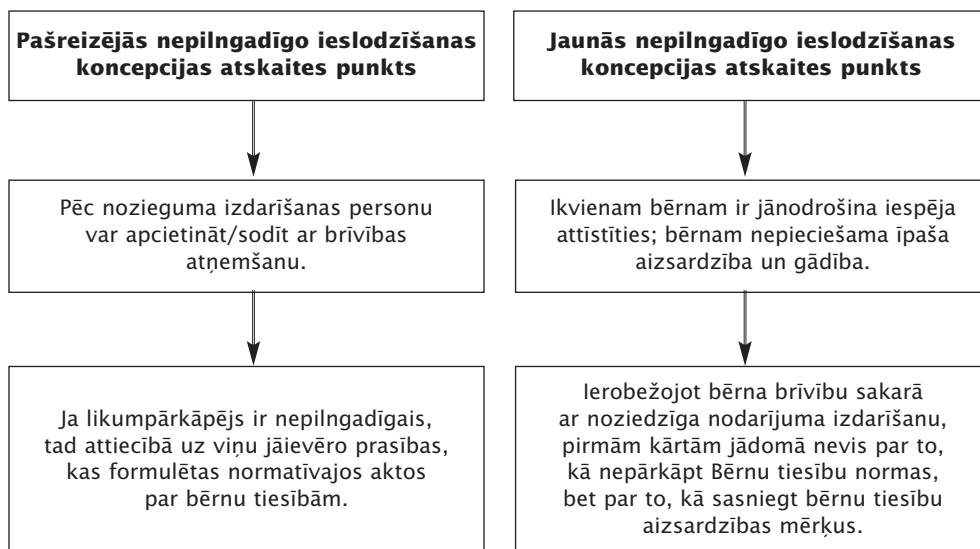 Pašreizējās nepilngadīgo ieslodzīšanas
koncepcijas atskaites punkts
Pēc nozieguma izdarīšanas personu
var apcietināt/sodīt ar brīvības
atņemšanu.
Ja likumpārkāpējs ir nepilngadīgais,
tad attiecībā uz viņu jāievēro prasības,
kas formulētas normatīvajos aktos
par bērnu tiesībām.
Jaunās nepilngadīgo ieslodzīšanas
koncepcijas atskaites punkts
Ikvienam bērnam ir jānodrošina iespēja
attīstīties; bērnam nepieciešama īpaša
aizsardzība un gādība.
Ierobežojot bērna brīvību sakarā
ar noziedzīga nodarījuma izdarīšanu,
pirmām kārtām jādomā nevis par to,
kā nepārkāpt Bērnu tiesību normas,
bet par to, kā sasniegt bērnu tiesību
aizsardzības mērķus.